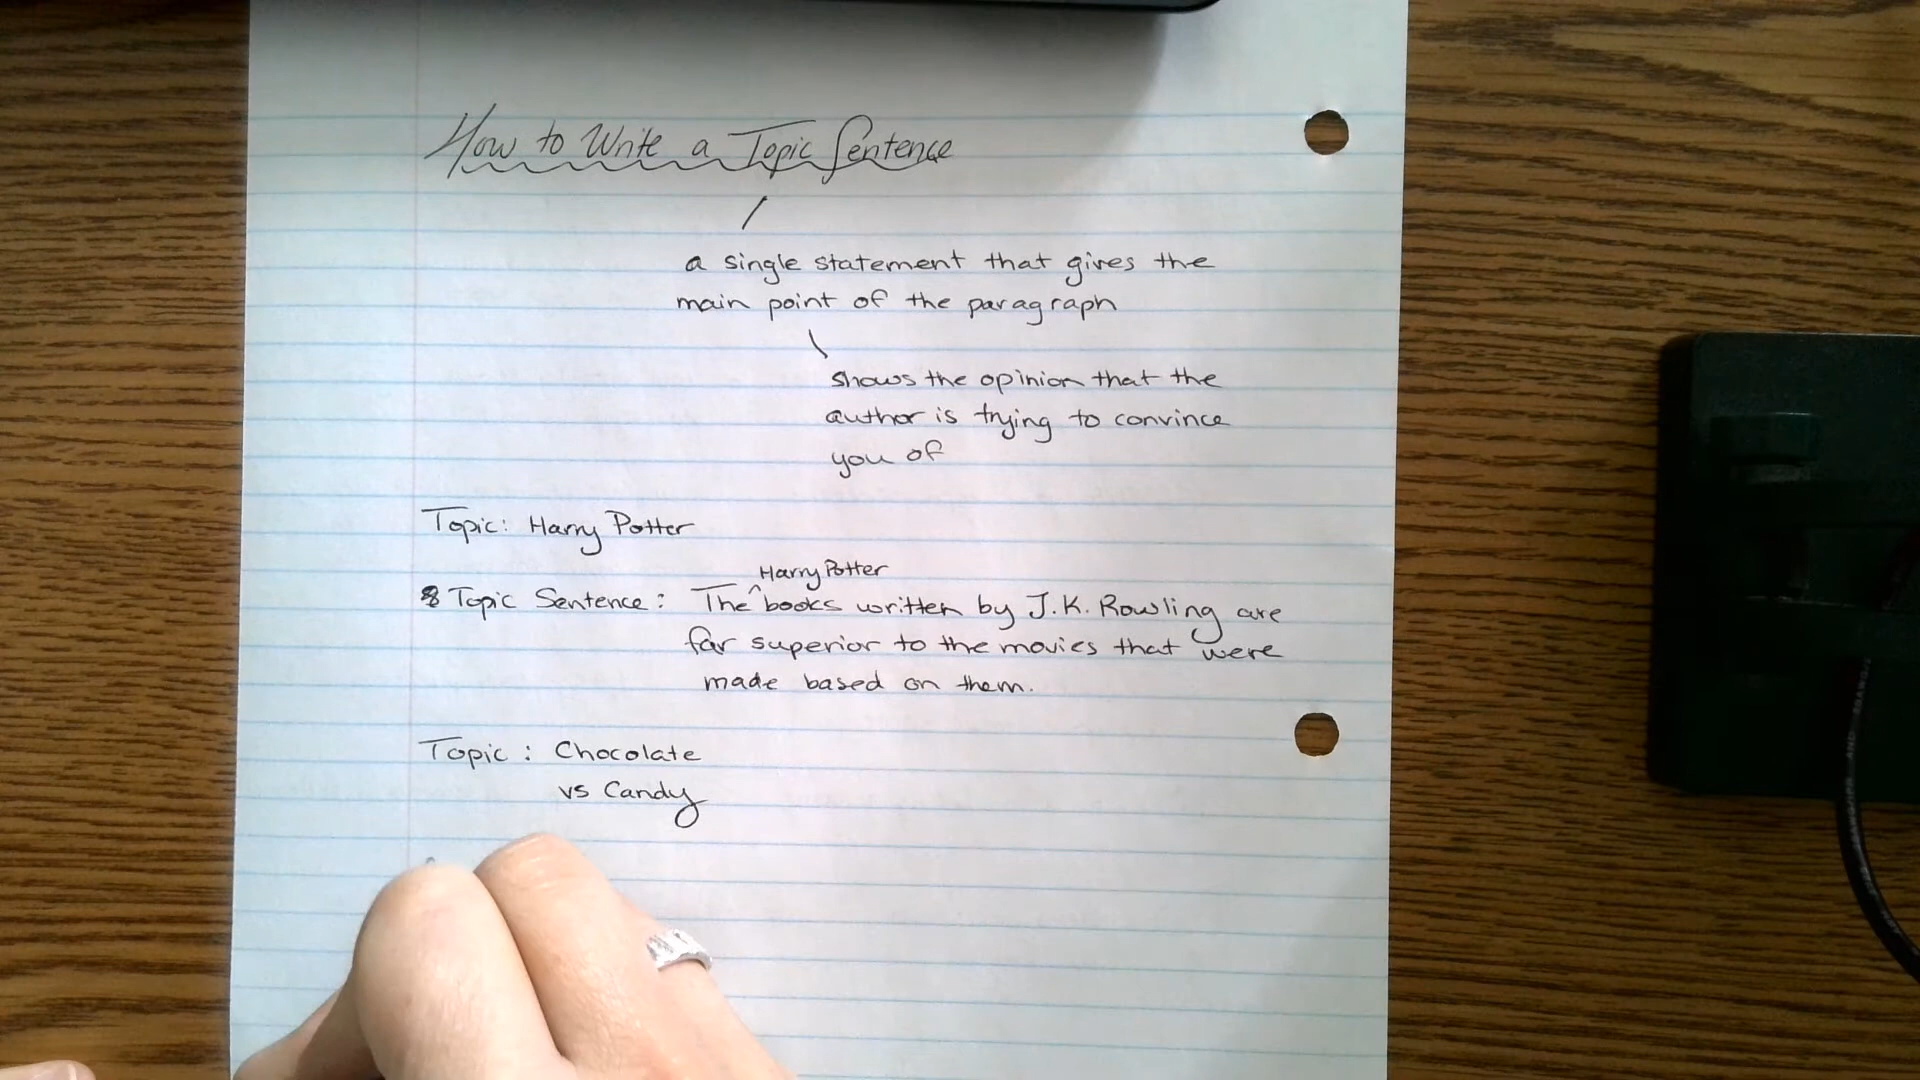 How to Write a Topic Sentence
a single statement that gives the
main point of the paragraph
shows the opinion that the
author is trying to convince
you of
Topic: Harry Potter
Harry Potter
Topic Sentence: The ^ books written by J.K. Rowling are
far superior to the movies that were
made based on them.
Topic: Chocolate
vs Candy